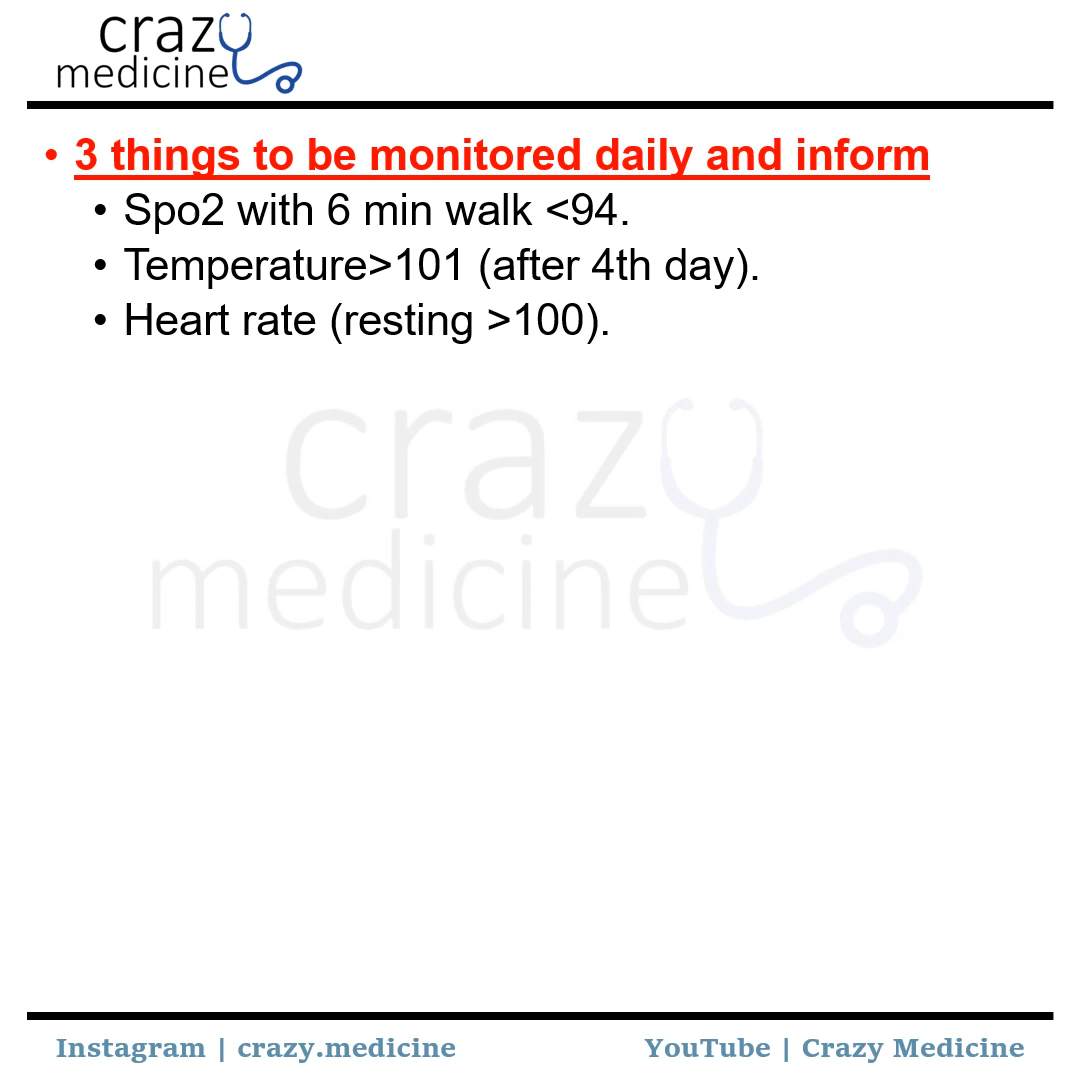 crazy
medicine
• 3 things to be monitored daily and inform
• Spo2 with 6 min walk <94.
• Temperature>101 (after 4th day).
• Heart rate (resting >100).
crazy
medicine
Instagram | crazy.medicine
YouTube | Crazy Medicine